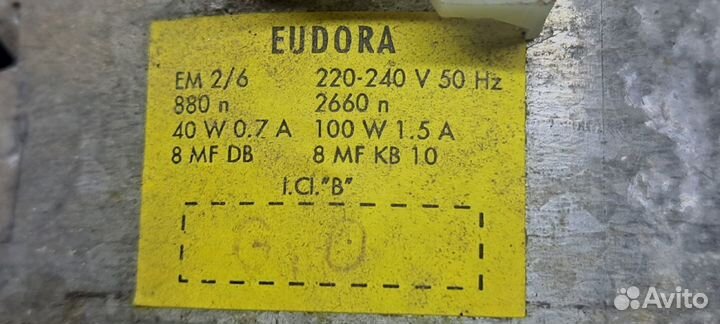 EUDORA
EM 2/6 220-240 V 50 Hz
880 n 2660 n
40 W 0.7 A 100 W 1.5 A
8 MF DB 8 MF KB 10
I.Cl."B"
G 0
Avito